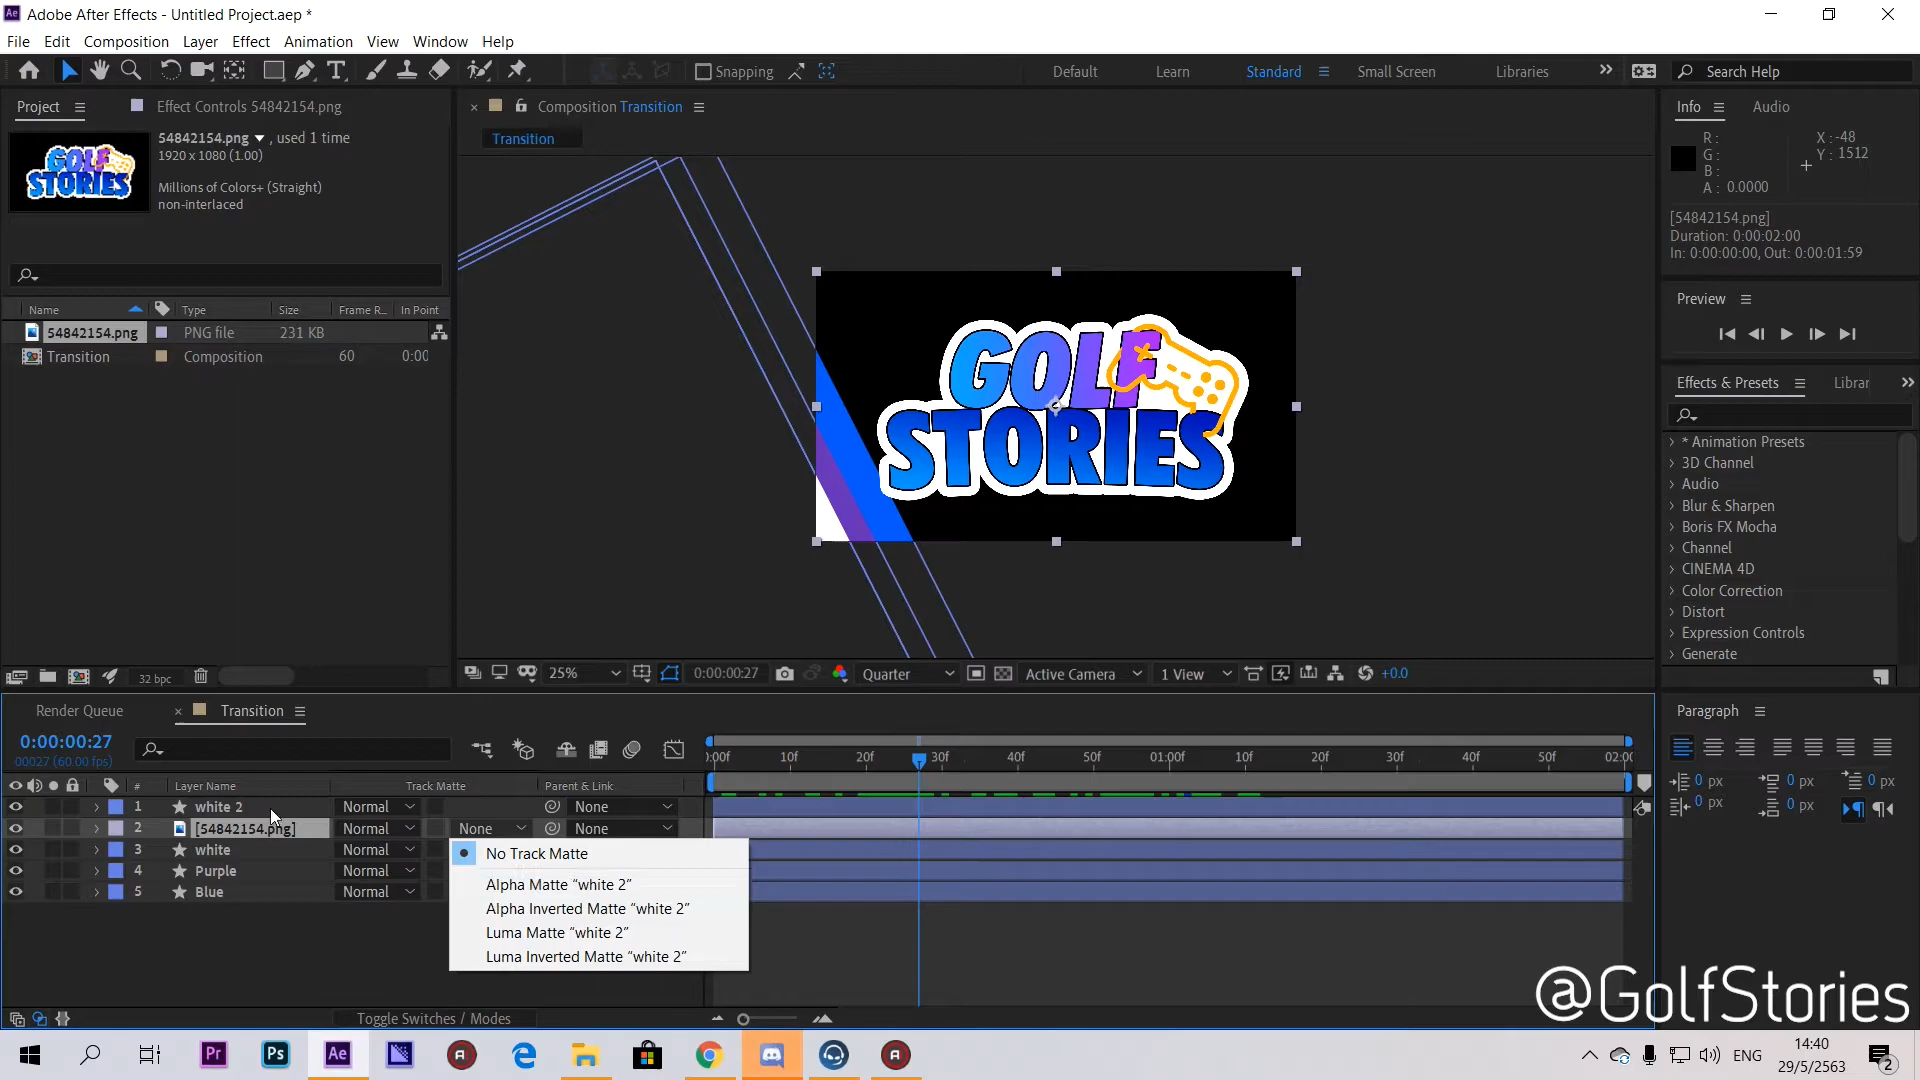 Adobe After Effects - Untitled Project.aep *
File Edit Composition Layer Effect Animation View Window Help
Snapping Default Learn Standard Small Screen Libraries Search Help
Project Effect Controls 54842154.png
54842154.png , used 1 time
1920 x 1080 (1.00)
Millions of Colors+ (Straight)
non-interlaced
Name Type Size Frame R... In Point
54842154.png PNG file 231 KB
Transition Composition 60 0:00
32 bpc
Composition Transition
Transition
GOLF
STORIES
25% 0:00:00:27 Quarter Active Camera 1 View +0.0
Info Audio
R :
G :
B :
A : 0.0000
X : -48
Y : 1512
[54842154.png]
Duration: 0:00:02:00
In: 0:00:00:00, Out: 0:00:01:59
Preview
Effects & Presets Librar
* Animation Presets
3D Channel
Audio
Blur & Sharpen
Boris FX Mocha
Channel
CINEMA 4D
Color Correction
Distort
Expression Controls
Generate
Paragraph
0 px 0 px 0 px
0 px 0 px
Render Queue Transition
0:00:00:27
00027 (60.00 fps)
:00f 10f 20f 30f 40f 50f 01:00f 10f 20f 30f 40f 50f 02:00
# Layer Name Track Matte Parent & Link
1 white 2 Normal None
2 [54842154.png] Normal None None
3 white Normal
4 Purple Normal
5 Blue Normal
No Track Matte
Alpha Matte “white 2”
Alpha Inverted Matte “white 2”
Luma Matte “white 2”
Luma Inverted Matte “white 2”
Toggle Switches / Modes
@GolfStories
Pr Ps Ae ENG 14:40
29/5/2563
2